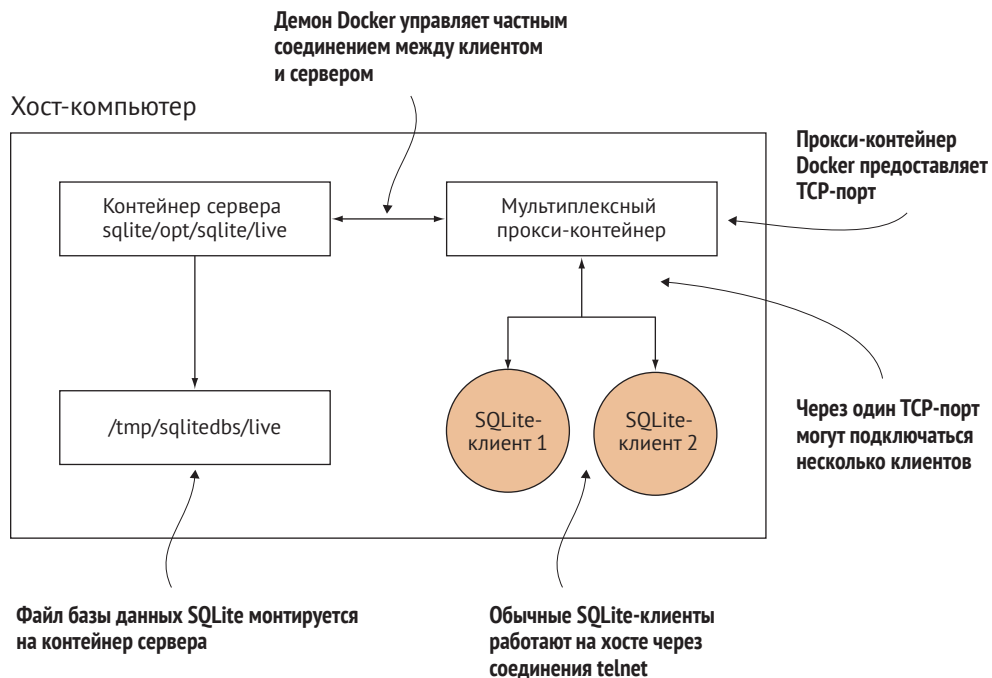 Демон Docker управляет частным
соединением между клиентом
и сервером
Хост-компьютер
Прокси-контейнер
Docker предоставляет
TCP-порт
Контейнер сервера
sqlite/opt/sqlite/live
Мультиплексный
прокси-контейнер
/tmp/sqlitedbs/live
SQLite-
клиент 1
SQLite-
клиент 2
Через один TCP-порт
могут подключаться
несколько клиентов
Файл базы данных SQLite монтируется
на контейнер сервера
Обычные SQLite-клиенты
работают на хосте через
соединения telnet